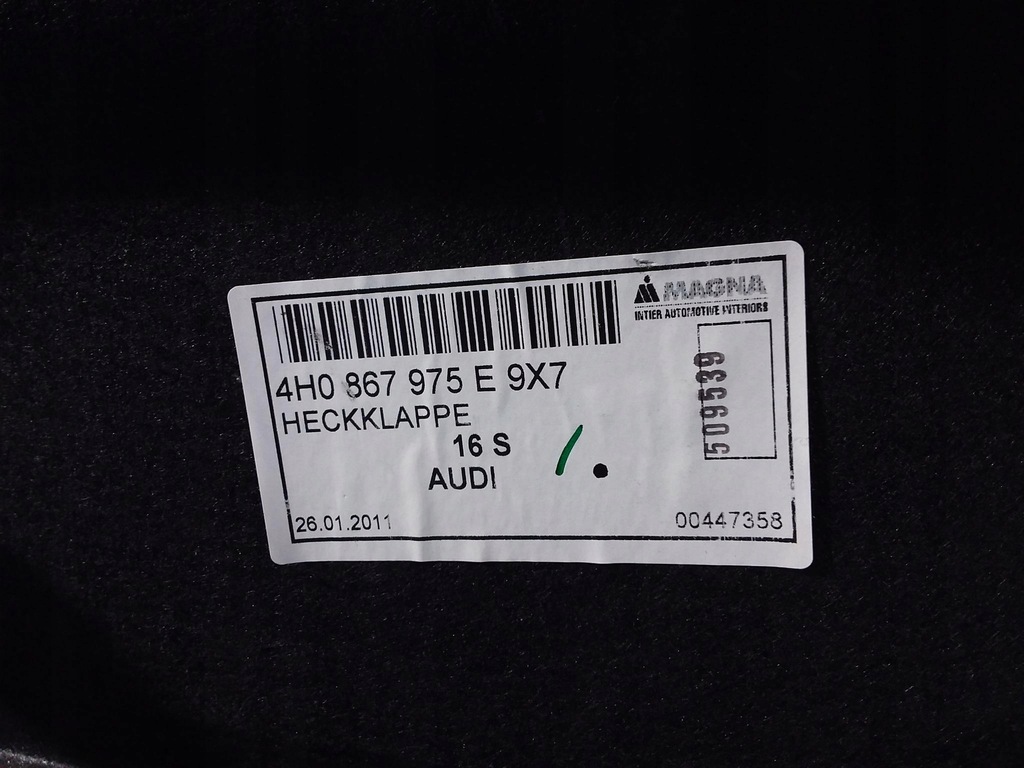 MAGNA
INTIER AUTOMOTIVE INTERIORS
4H0 867 975 E 9X7
HECKKLAPPE
16 S
AUDI
509539
26.01.2011
00447358